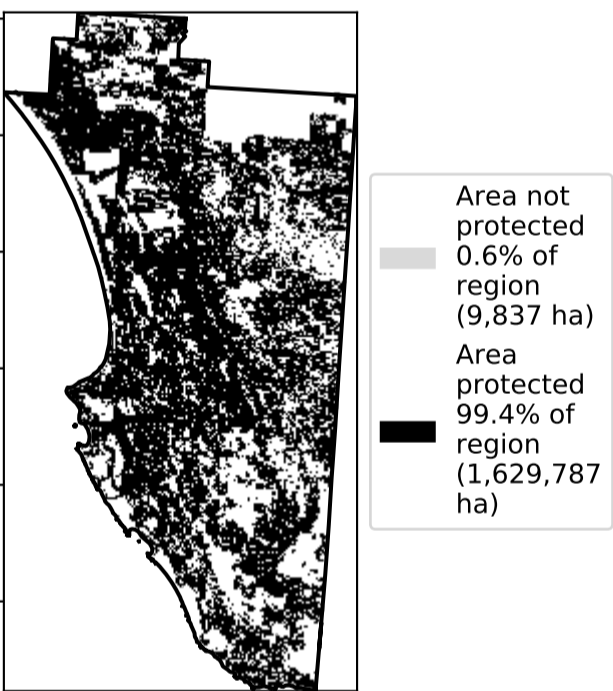 Area not
protected
0.6% of
region
(9,837 ha)
Area
protected
99.4% of
region
(1,629,787
ha)